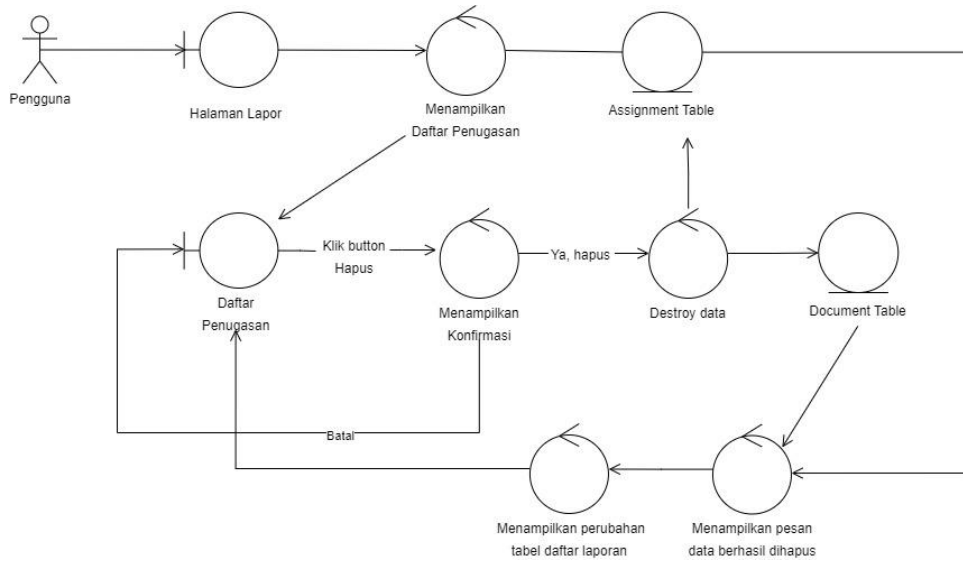 Pengguna
Halaman Lapor
Menampilkan
Daftar Penugasan
Assignment Table
Daftar
Penugasan
Klik button
Hapus
Menampilkan
Konfirmasi
Ya, hapus
Destroy data
Document Table
Batal
Menampilkan perubahan
tabel daftar laporan
Menampilkan pesan
data berhasil dihapus